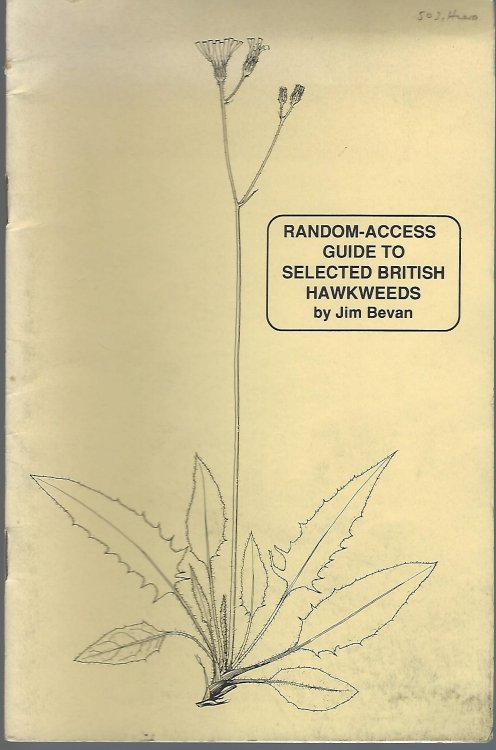 RANDOM-ACCESS
GUIDE TO
SELECTED BRITISH
HAWKWEEDS
by Jim Bevan